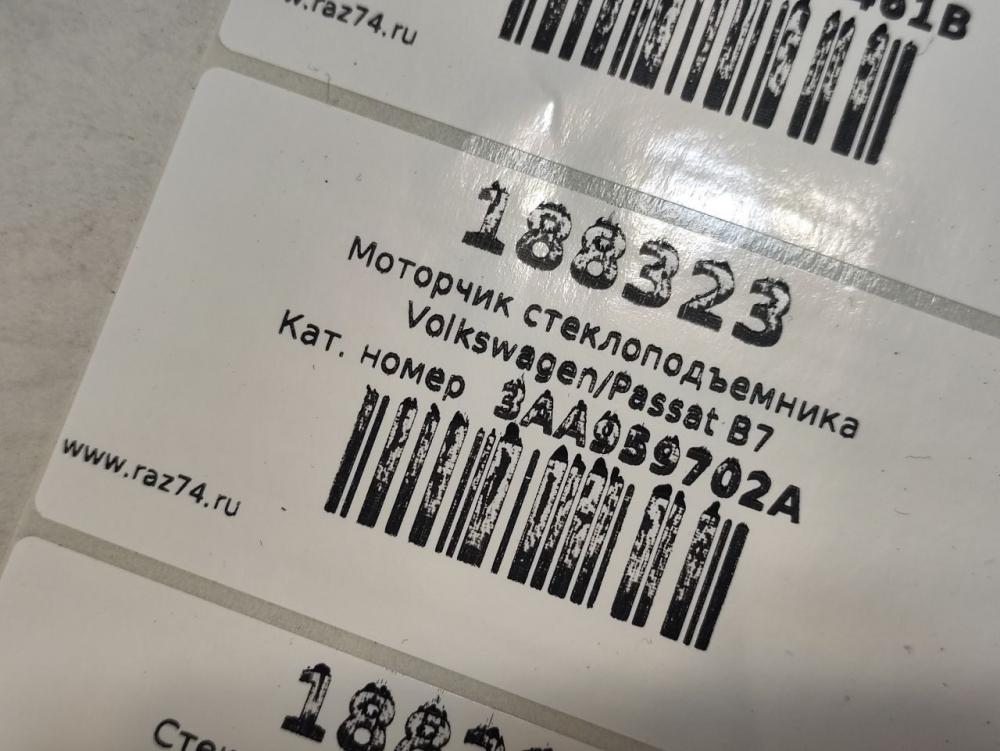 www.raz74.ru
188323
Моторчик стеклоподъемника
Volkswagen/Passat B7
Кат. номер 3AA959702A
www.raz74.ru